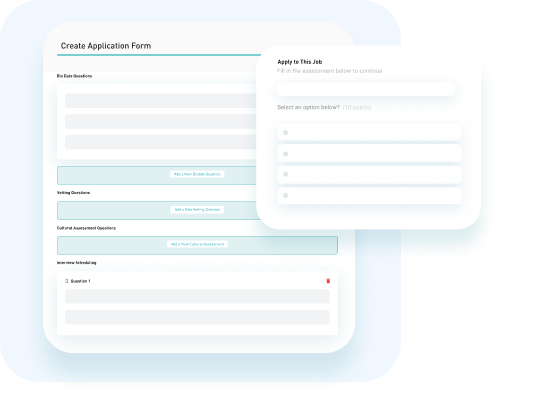 Create Application Form
Bio Data Questions
Add a New Biodata Question
Vetting Questions
Add a New Vetting Question
Cultural Assessment Questions
Add a New Cultural Assessment
Interview Scheduling
Question 1
Apply to This Job
Fill in the assessment below to continue
Select an option below? (10 points)